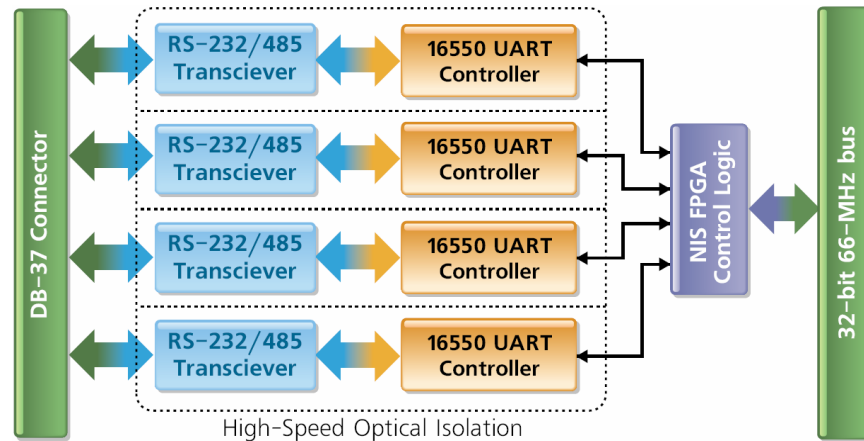 DB-37 Connector
RS-232/485
Transciever
16550 UART
Controller
RS-232/485
Transciever
16550 UART
Controller
RS-232/485
Transciever
16550 UART
Controller
RS-232/485
Transciever
16550 UART
Controller
High-Speed Optical Isolation
NIS FPGA
Control Logic
32-bit 66-MHz bus